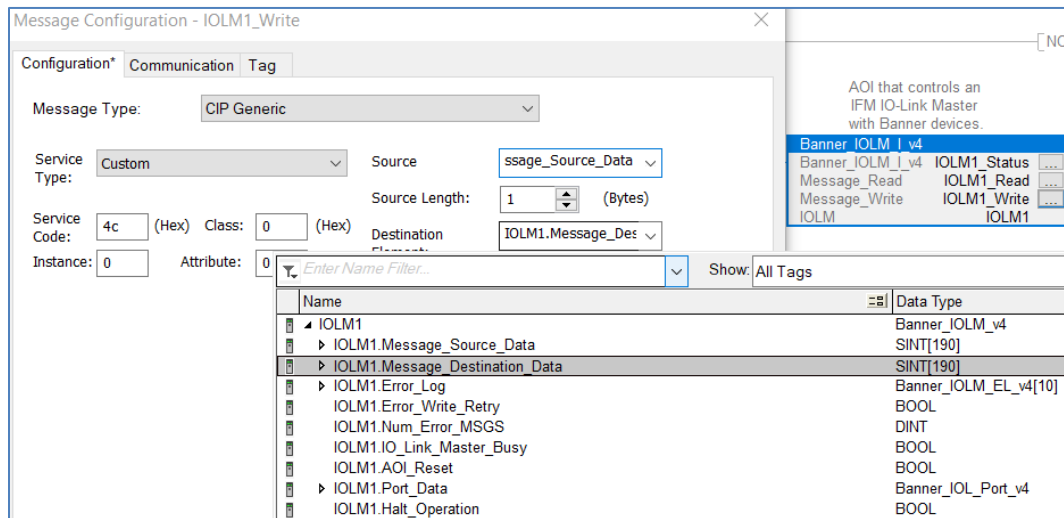 Message Configuration - IOLM1_Write
Configuration* Communication Tag
Message Type: CIP Generic
Service Type: Custom
Source ssage_Source_Data
Source Length: 1 (Bytes)
Service Code: 4c (Hex) Class: 0 (Hex)
Destination IOLM1.Message_Des
Instance: 0 Attribute: 0
AOI that controls an
IFM IO-Link Master
with Banner devices.
Banner_IOLM_I_v4
Banner_IOLM_I_v4 IOLM1_Status ...
Message_Read IOLM1_Read ...
Message_Write IOLM1_Write ...
IOLM IOLM1
Enter Name Filter... Show: All Tags
Name Data Type
IOLM1 Banner_IOLM_v4
IOLM1.Message_Source_Data SINT[190]
IOLM1.Message_Destination_Data SINT[190]
IOLM1.Error_Log Banner_IOLM_EL_v4[10]
IOLM1.Error_Write_Retry BOOL
IOLM1.Num_Error_MSGS DINT
IOLM1.IO_Link_Master_Busy BOOL
IOLM1.AOI_Reset BOOL
IOLM1.Port_Data Banner_IOL_Port_v4
IOLM1.Halt_Operation BOOL